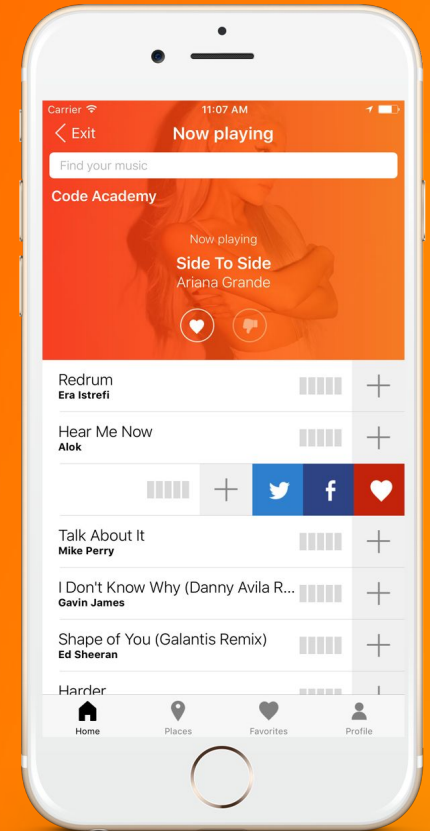 Carrier 11:07 AM
Exit Now playing
Find your music
Code Academy
Now playing
Side To Side
Ariana Grande
Redrum
Era Istrefi
Hear Me Now
Alok
Talk About It
Mike Perry
I Don't Know Why (Danny Avila R...
Gavin James
Shape of You (Galantis Remix)
Ed Sheeran
Harder
Home Places Favorites Profile